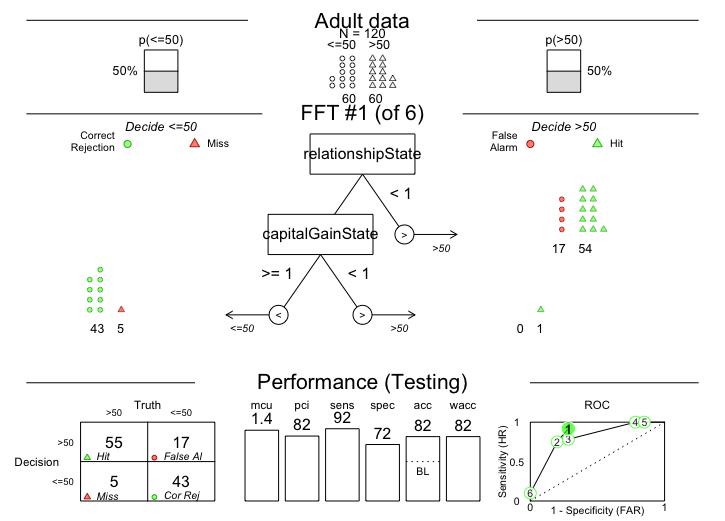 Adult data
N = 120
<=50 >50
60 60
p(<=50)
50%
p(>50)
50%
FFT #1 (of 6)
Decide <=50
Correct
Rejection
Miss
Decide >50
False
Alarm
Hit
relationshipState
< 1
>
>50
17 54
capitalGainState
>= 1
< 1
<
<=50
>
>50
43 5
0 1
Performance (Testing)
Truth
>50 <=50
Decision
>50
55
Hit
17
False Al
<=50
5
Miss
43
Cor Rej
mcu pci sens spec acc wacc
1.4 82 92 72 82 82
BL
ROC
Sensitivity (HR)
1
0.5
0
1
2
3
4
5
6
0 1
1 - Specificity (FAR)